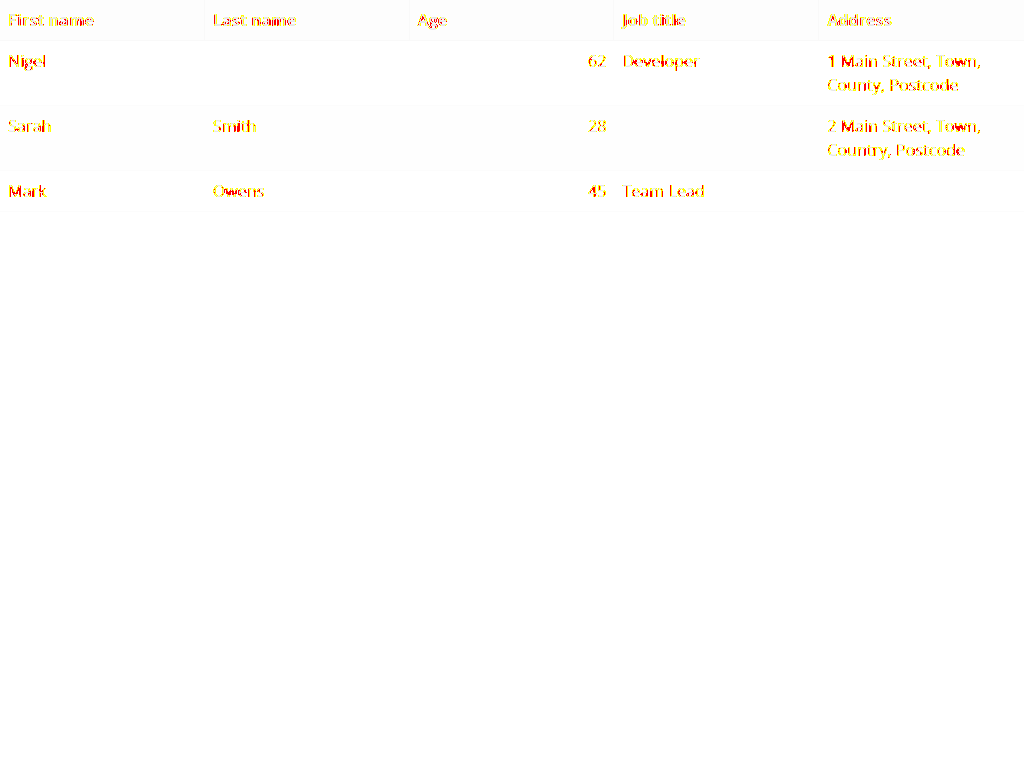 First name Last name Age Job title Address
Nigel 62 Developer 1 Main Street, Town,
County, Postcode
Sarah Smith 28 2 Main Street, Town,
Country, Postcode
Mark Owens 45 Team Lead